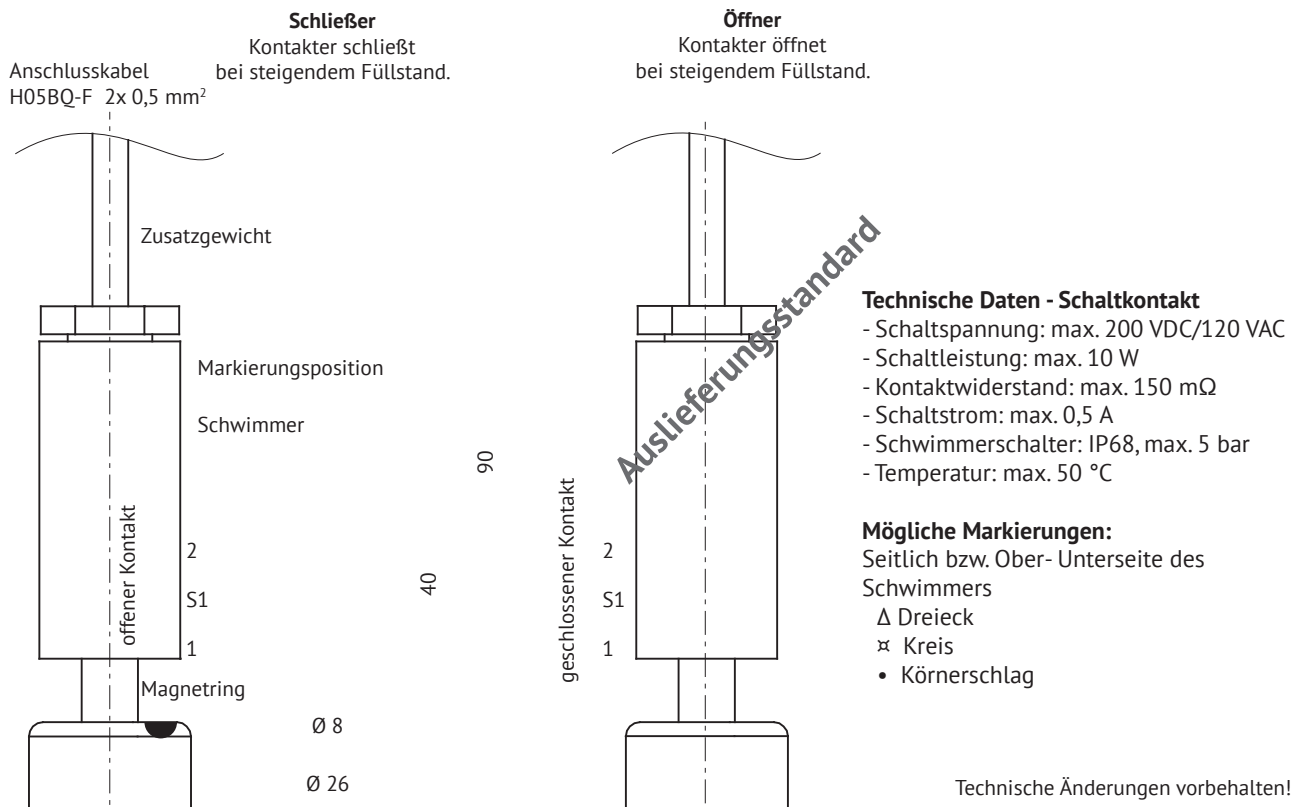 Schließer
Kontakter schließt
bei steigendem Füllstand.
Öffner
Kontakter öffnet
bei steigendem Füllstand.
Anschlusskabel
H05BQ-F 2x 0,5 mm²
Zusatzgewicht
Markierungsposition
Schwimmer
90
40
offener Kontakt
2
S1
1
Magnetring
Ø 8
Ø 26
Auslieferungsstandard
geschlossener Kontakt
2
S1
1
Technische Daten - Schaltkontakt
- Schaltspannung: max. 200 VDC/120 VAC
- Schaltleistung: max. 10 W
- Kontaktwiderstand: max. 150 mΩ
- Schaltstrom: max. 0,5 A
- Schwimmerschalter: IP68, max. 5 bar
- Temperatur: max. 50 °C
Mögliche Markierungen:
Seitlich bzw. Ober- Unterseite des
Schwimmers
Δ Dreieck
¤ Kreis
• Körnerschlag
Technische Änderungen vorbehalten!